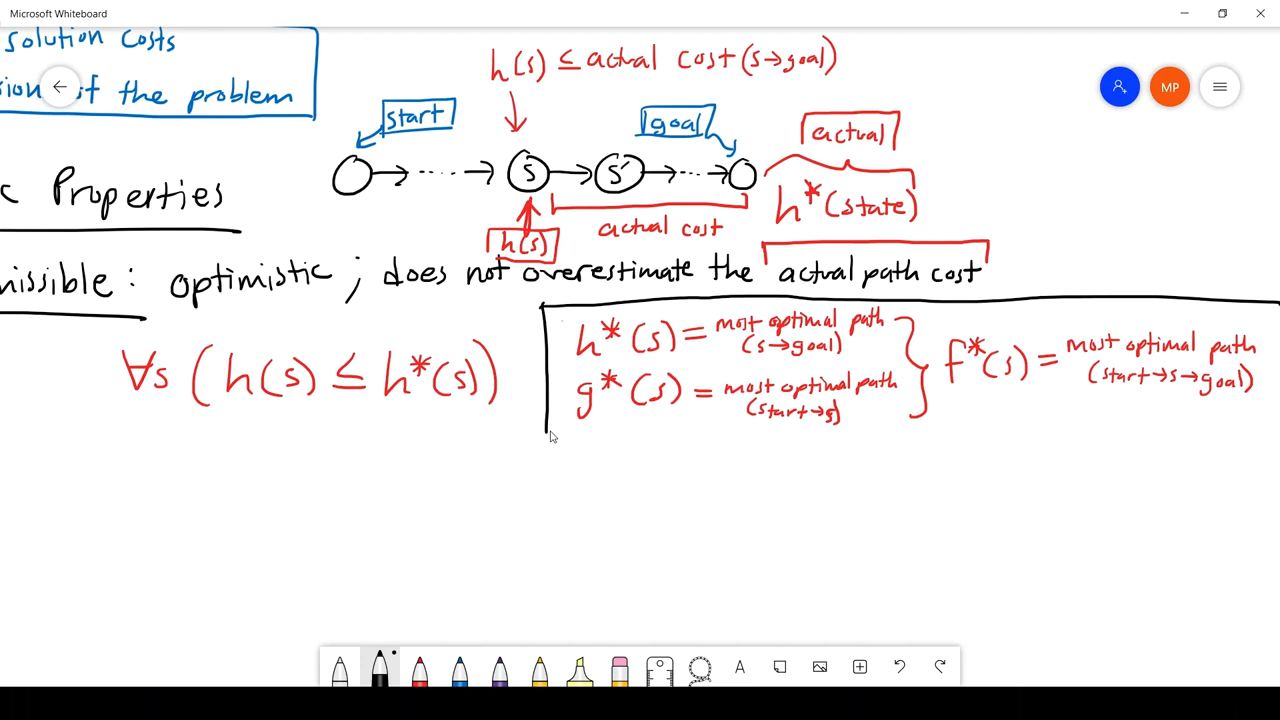 Microsoft Whiteboard
solution costs
of the problem
h(s) ≤ actual cost (s→goal)
MP
start
goal
actual
c Properties
s
s'
h*(state)
actual cost
h(s)
missible: optimistic; does not overestimate the actual path cost
∀s (h(s) ≤ h*(s))
h*(s) = most optimal path
(s→goal)
g*(s) = most optimal path
(start→s)
f*(s) = most optimal path
(start→s→goal)
A